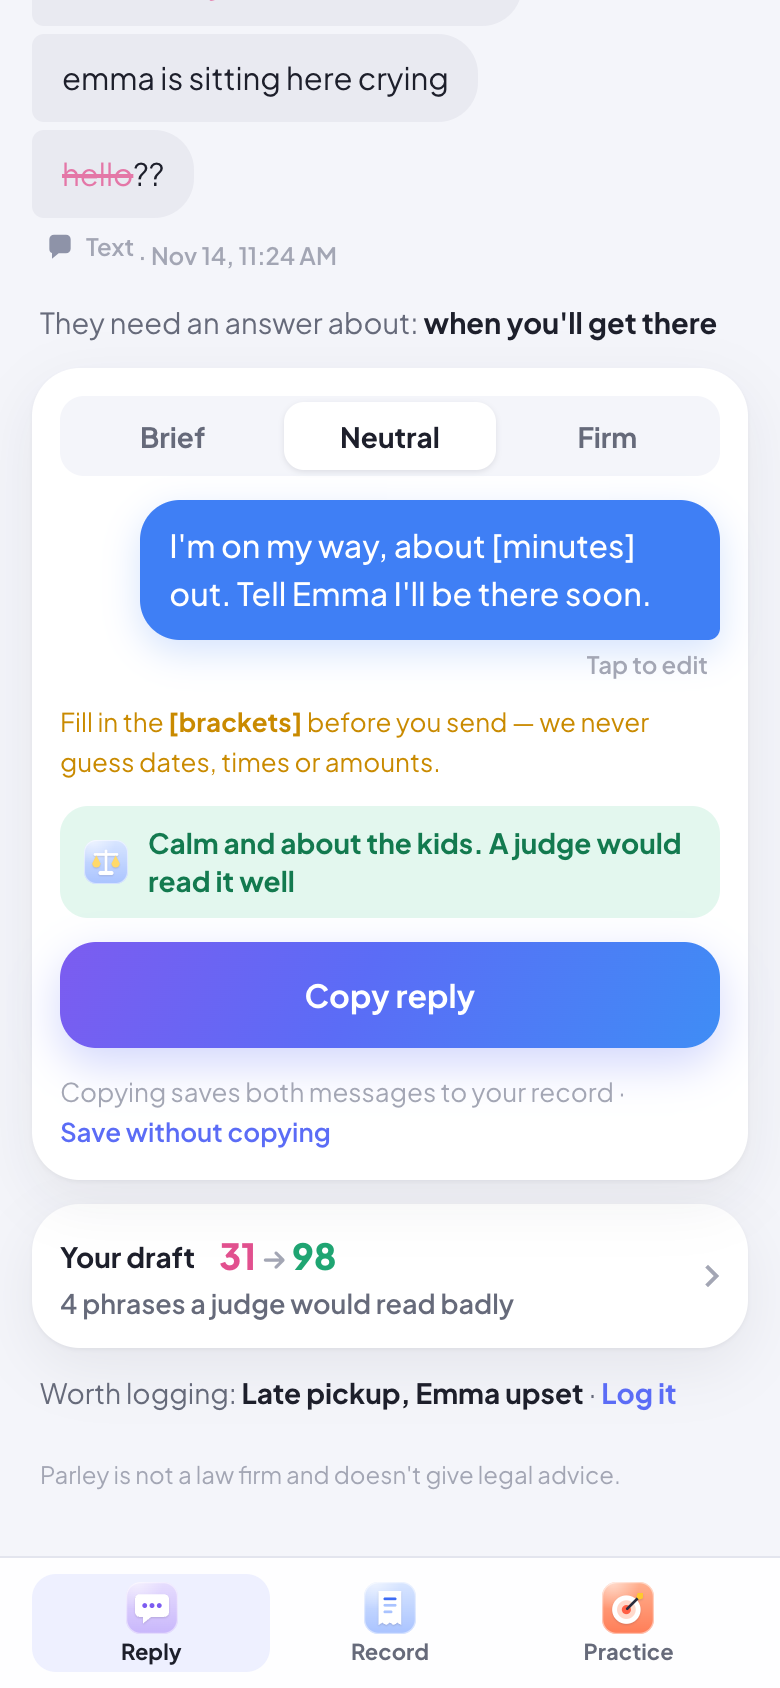 emma is sitting here crying
hello??
Text · Nov 14, 11:24 AM
They need an answer about: when you'll get there
Brief
Neutral
Firm
I'm on my way, about [minutes]
out. Tell Emma I'll be there soon.
Tap to edit
Fill in the [brackets] before you send — we never
guess dates, times or amounts.
Calm and about the kids. A judge would
read it well
Copy reply
Copying saves both messages to your record ·
Save without copying
Your draft 31 → 98
4 phrases a judge would read badly
Worth logging: Late pickup, Emma upset · Log it
Parley is not a law firm and doesn't give legal advice.
Reply
Record
Practice